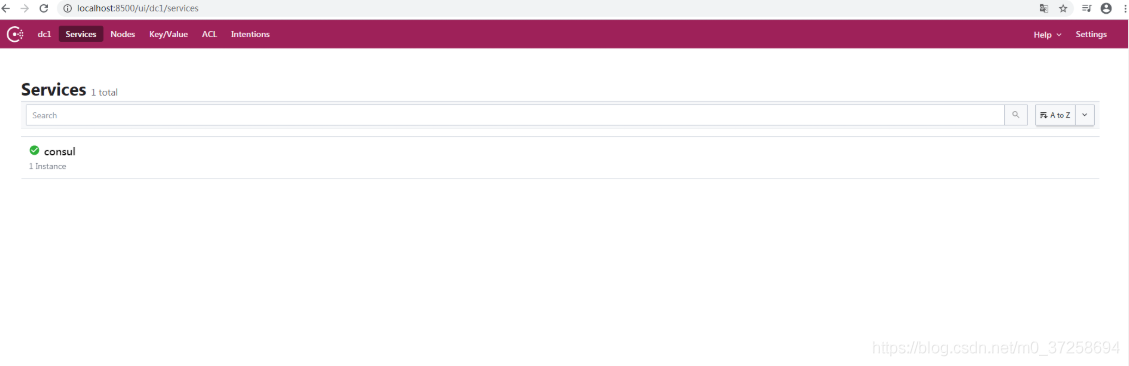 localhost:8500/ui/dc1/services
dc1 Services Nodes Key/Value ACL Intentions Help Settings
Services 1 total
Search A to Z
consul
1 Instance
https://blog.csdn.net/m0_37258694